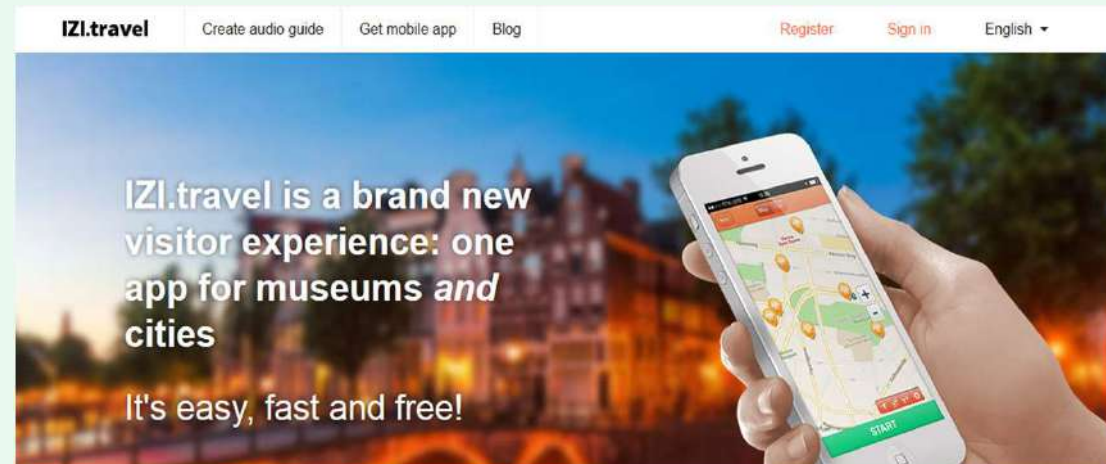 IZI.travel Create audio guide Get mobile app Blog Register Sign in English
IZI.travel is a brand new
visitor experience: one
app for museums and
cities
It's easy, fast and free!
START